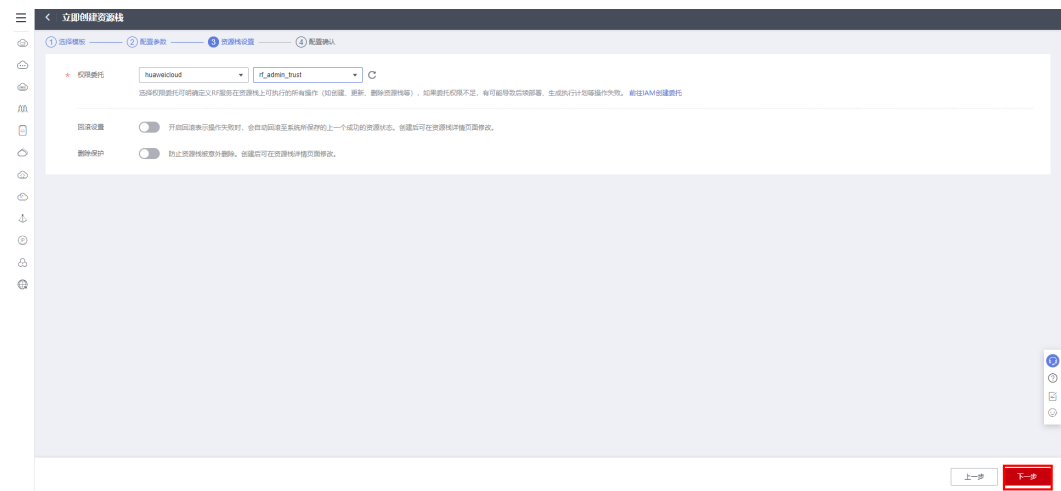 立即创建资源栈
1 选择模板 2 配置参数 3 资源栈设置 4 配置确认
* 权限委托 huaweicloud rf_admin_trust
选择权限委托可明确定义RF服务在资源栈上可执行的所有操作（如创建、更新、删除资源栈等），如果委托权限不足，有可能导致后续部署、生成执行计划等操作失败。 前往IAM创建委托
回滚设置 开启回滚表示操作失败时，会自动回滚至系统所保存的上一个成功的资源状态。创建后可在资源栈详情页面修改。
删除保护 防止资源栈被意外删除。创建后可在资源栈详情页面修改。
上一步 下一步